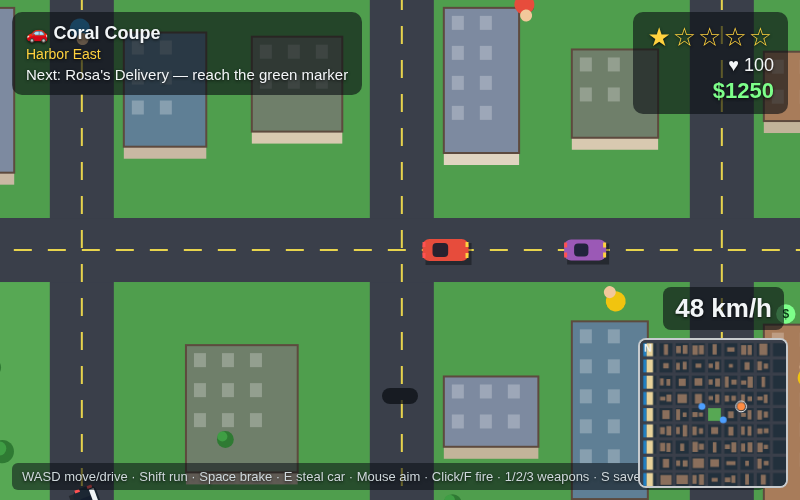 Coral Coupe
Harbor East
Next: Rosa's Delivery — reach the green marker
★☆☆☆☆
♥ 100
$1250
48 km/h
$
N
WASD move/drive · Shift run · Space brake · E steal car · Mouse aim · Click/F fire · 1/2/3 weapons · S save